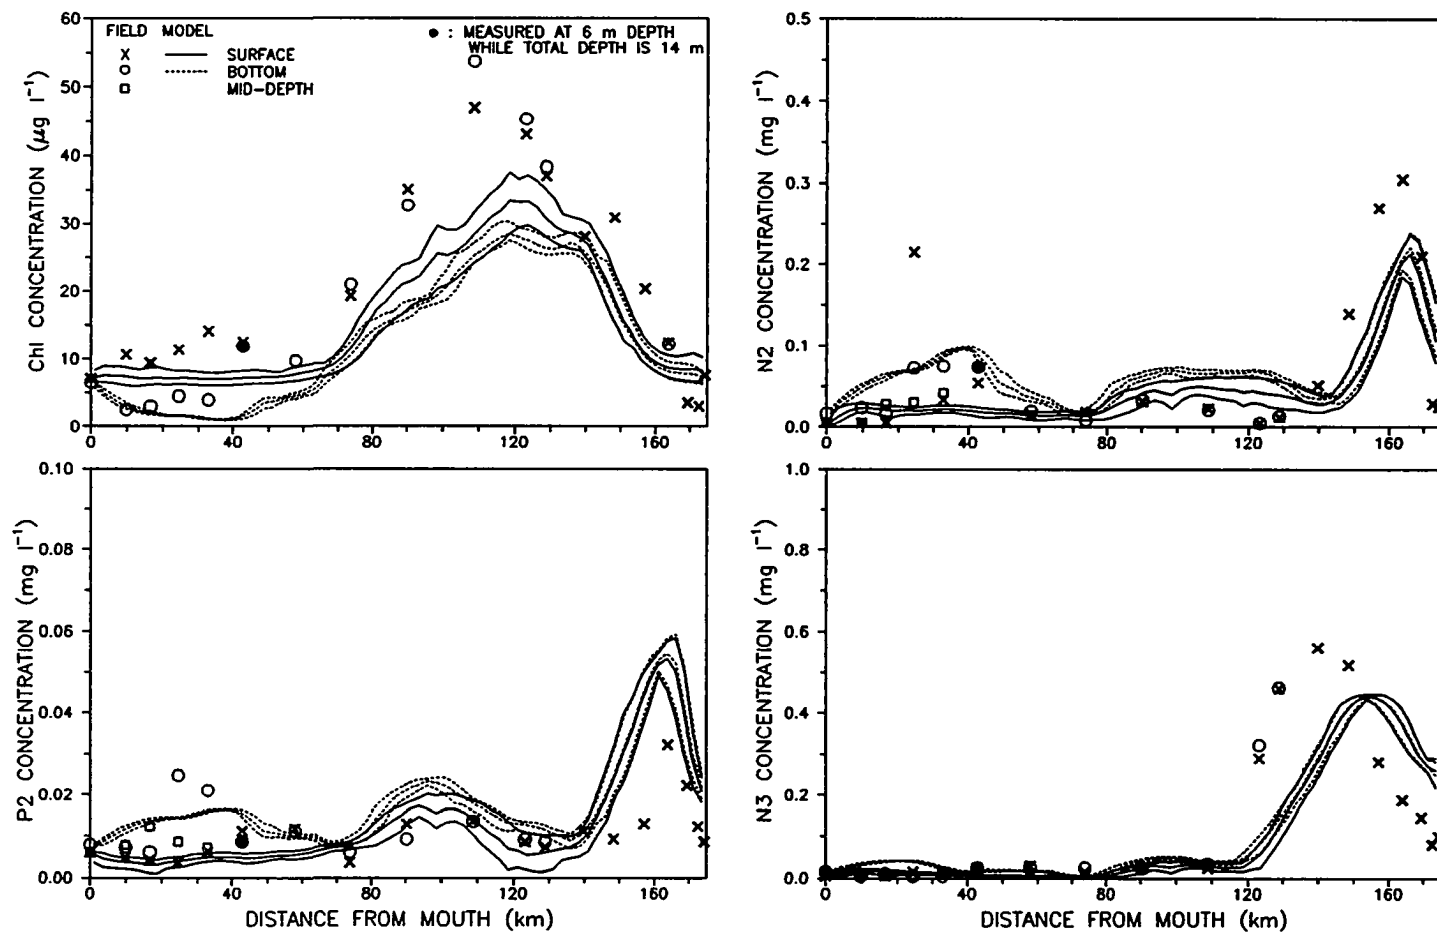 60
50
40
30
20
10
0
Chl CONCENTRATION (μg l⁻¹)
FIELD MODEL
x SURFACE
BOTTOM
MID-DEPTH
● : MEASURED AT 6 m DEPTH
WHILE TOTAL DEPTH IS 14 m
0 40 80 120 160
0.5
0.4
0.3
0.2
0.1
0.0
N2 CONCENTRATION (mg l⁻¹)
0 40 80 120 160
0.10
0.08
0.06
0.04
0.02
0.00
P2 CONCENTRATION (mg l⁻¹)
0 40 80 120 160
DISTANCE FROM MOUTH (km)
1.0
0.8
0.6
0.4
0.2
0.0
N3 CONCENTRATION (mg l⁻¹)
0 40 80 120 160
DISTANCE FROM MOUTH (km)